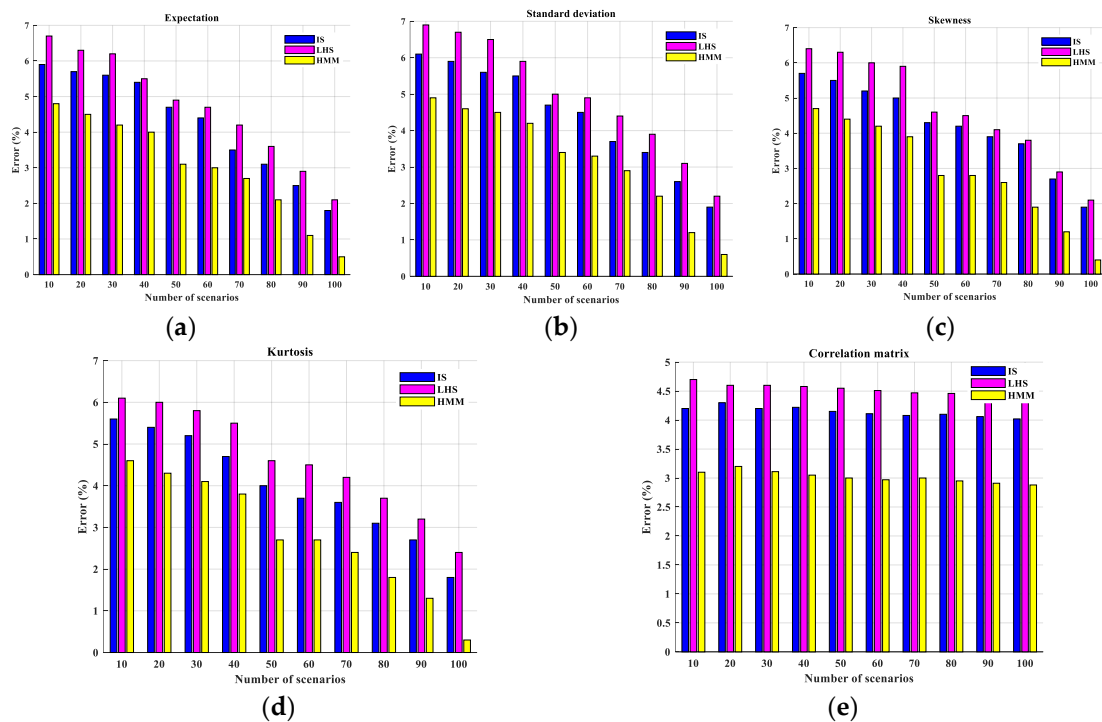 Expectation
7
6
5
4
3
2
1
0
Error (%)
IS
LHS
HMM
10 20 30 40 50 60 70 80 90 100
Number of scenarios
(a)
Standard deviation
7
6
5
4
3
2
1
0
Error (%)
IS
LHS
HMM
10 20 30 40 50 60 70 80 90 100
Number of scenarios
(b)
Skewness
7
6
5
4
3
2
1
0
Error (%)
IS
LHS
HMM
10 20 30 40 50 60 70 80 90 100
Number of scenarios
(c)
Kurtosis
7
6
5
4
3
2
1
0
Error (%)
IS
LHS
HMM
10 20 30 40 50 60 70 80 90 100
Number of scenarios
(d)
Correlation matrix
5
4.5
4
3.5
3
2.5
2
1.5
1
0.5
0
Error (%)
IS
LHS
HMM
10 20 30 40 50 60 70 80 90 100
Number of scenarios
(e)